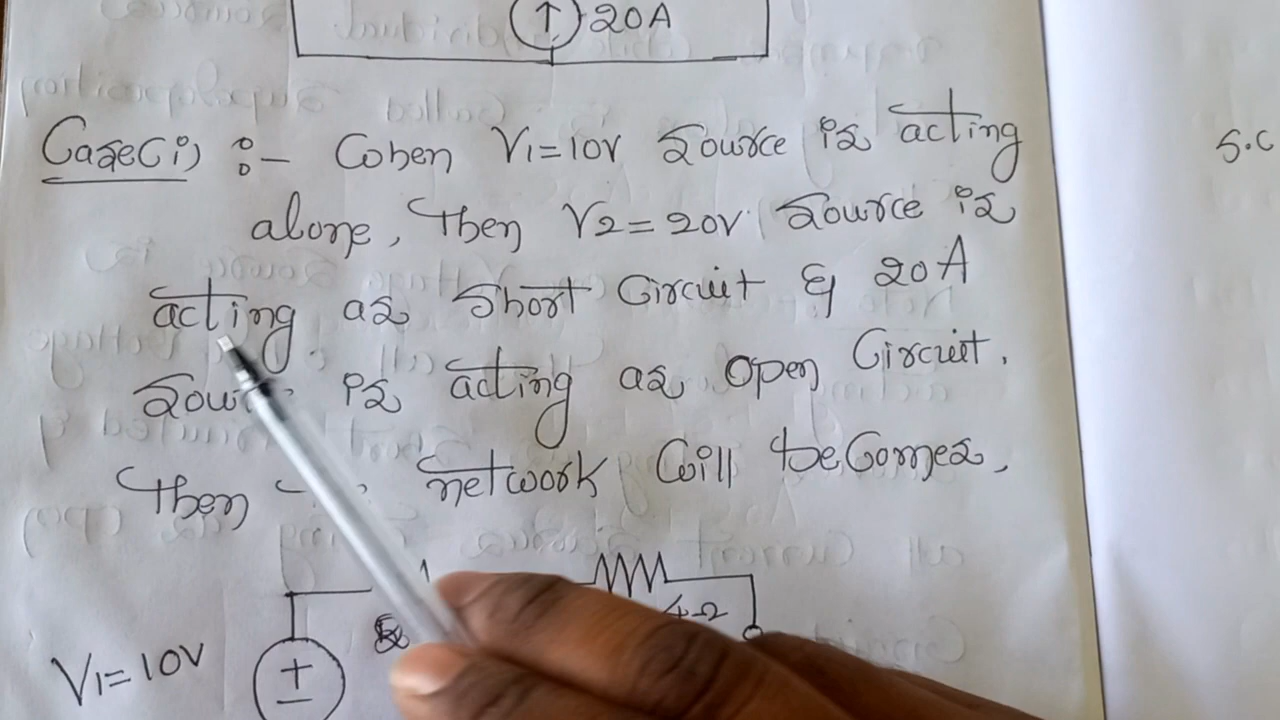 20A
Case(i) :- When V1=10V Source is acting
S.C
alone, then V2=20V Source is
acting as Short Circuit & 20A
is acting as open Circuit.
Then network Will becomes,
4Ω
V1=10V